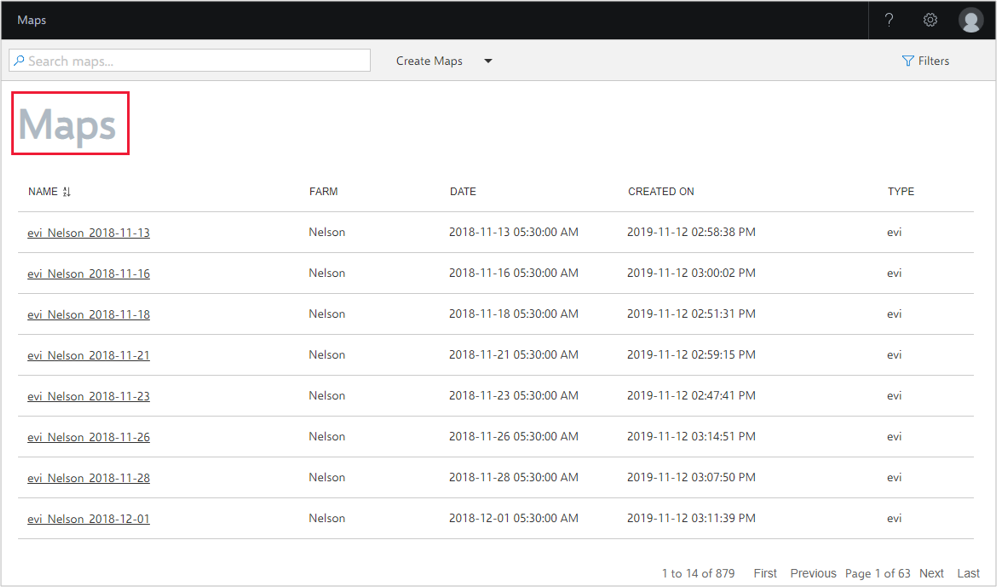 Maps ?
Search maps... Create Maps Filters
Maps
NAME FARM DATE CREATED ON TYPE
evi_Nelson_2018-11-13 Nelson 2018-11-13 05:30:00 AM 2019-11-12 02:58:38 PM evi
evi_Nelson_2018-11-16 Nelson 2018-11-16 05:30:00 AM 2019-11-12 03:00:02 PM evi
evi_Nelson_2018-11-18 Nelson 2018-11-18 05:30:00 AM 2019-11-12 02:51:31 PM evi
evi_Nelson_2018-11-21 Nelson 2018-11-21 05:30:00 AM 2019-11-12 02:59:15 PM evi
evi_Nelson_2018-11-23 Nelson 2018-11-23 05:30:00 AM 2019-11-12 02:47:41 PM evi
evi_Nelson_2018-11-26 Nelson 2018-11-26 05:30:00 AM 2019-11-12 03:14:51 PM evi
evi_Nelson_2018-11-28 Nelson 2018-11-28 05:30:00 AM 2019-11-12 03:07:50 PM evi
evi_Nelson_2018-12-01 Nelson 2018-12-01 05:30:00 AM 2019-11-12 03:11:39 PM evi
1 to 14 of 879 First Previous Page 1 of 63 Next Last